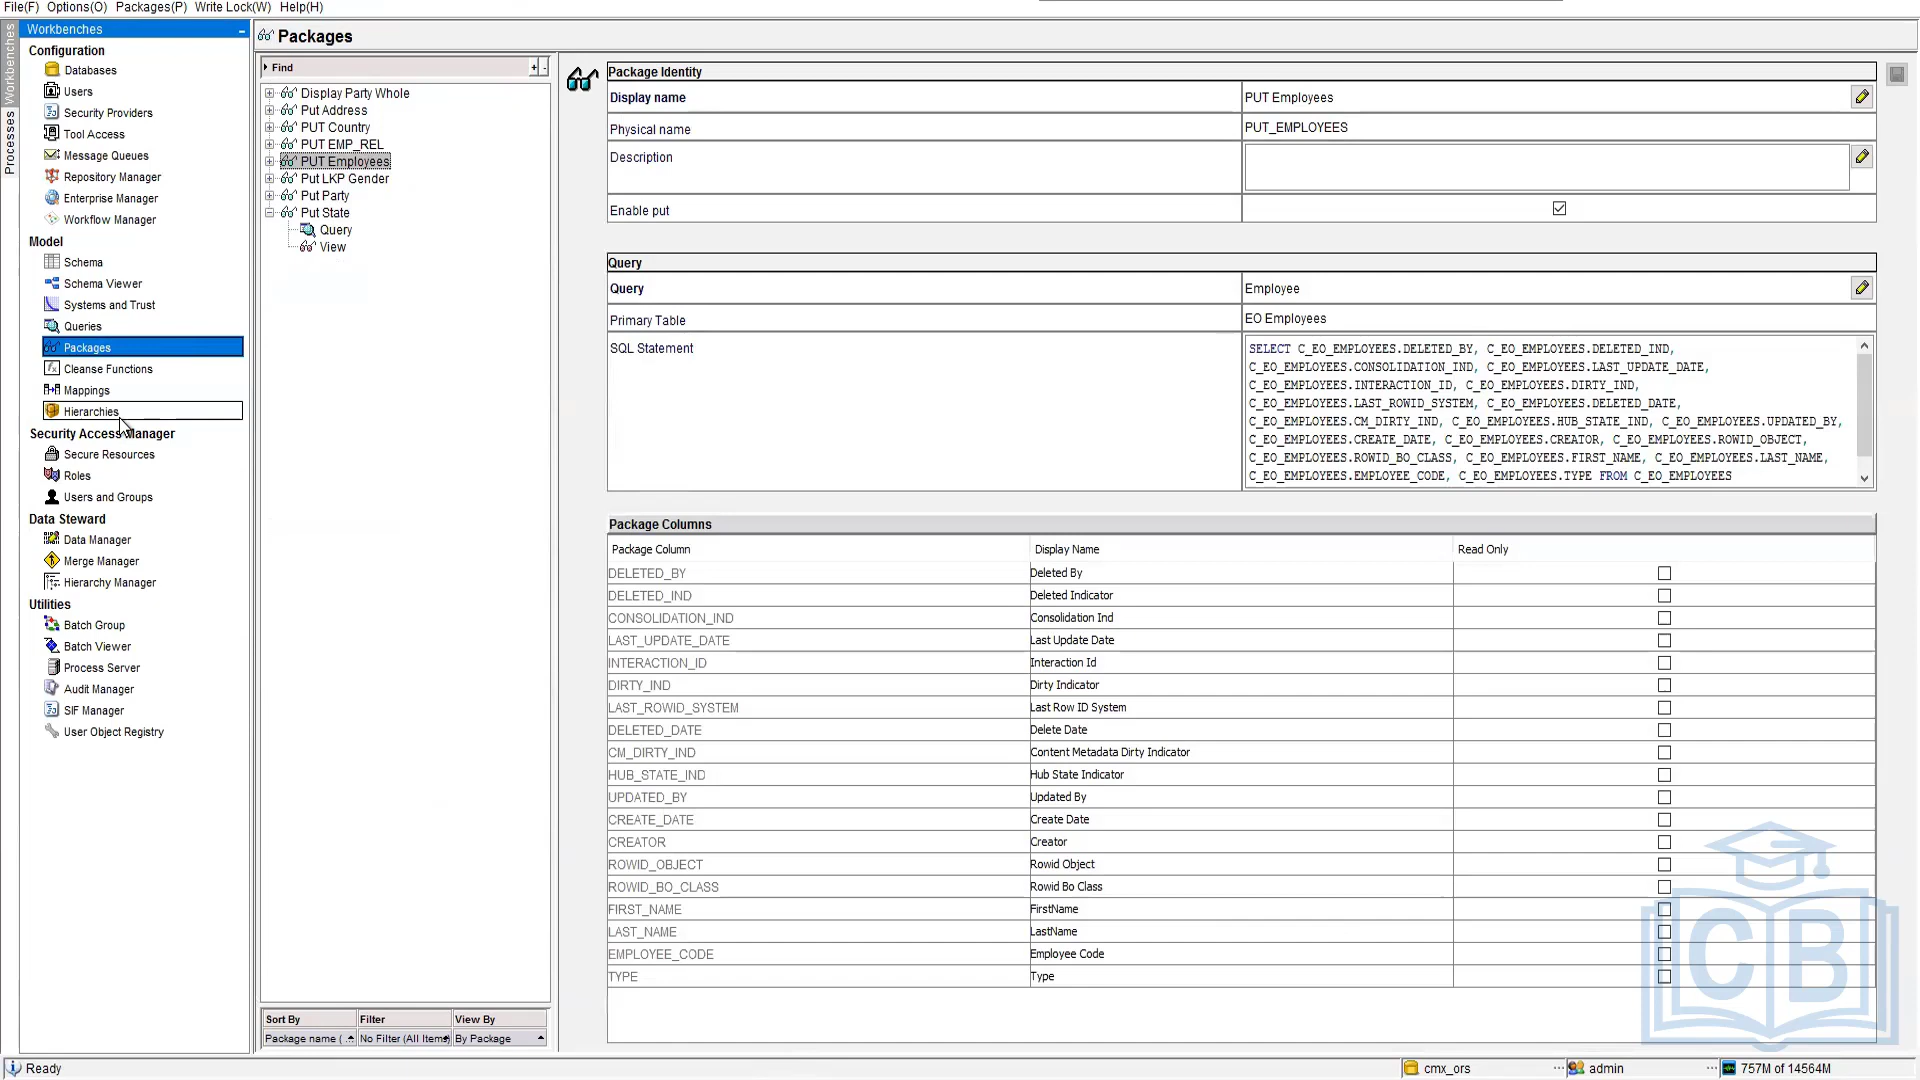 File(F) Options(O) Packages(P) Write Lock(W) Help(H)
Workbenches
Processes
Workbenches
Configuration
Databases
Users
Security Providers
Tool Access
Message Queues
Repository Manager
Enterprise Manager
Workflow Manager
Model
Schema
Schema Viewer
Systems and Trust
Queries
Packages
Cleanse Functions
Mappings
Hierarchies
Security Access Manager
Secure Resources
Roles
Users and Groups
Data Steward
Data Manager
Merge Manager
Hierarchy Manager
Utilities
Batch Group
Batch Viewer
Process Server
Audit Manager
SIF Manager
User Object Registry
Packages
Find + -
Display Party Whole
Put Address
PUT Country
PUT EMP_REL
PUT Employees
Put LKP Gender
Put Party
Put State
Query
View
Sort By Filter View By
Package name ( ... No Filter (All Items) By Package
Package Identity
Display name PUT Employees
Physical name PUT_EMPLOYEES
Description
Enable put
Query
Query Employee
Primary Table EO Employees
SQL Statement
SELECT C_EO_EMPLOYEES.DELETED_BY, C_EO_EMPLOYEES.DELETED_IND,
C_EO_EMPLOYEES.CONSOLIDATION_IND, C_EO_EMPLOYEES.LAST_UPDATE_DATE,
C_EO_EMPLOYEES.INTERACTION_ID, C_EO_EMPLOYEES.DIRTY_IND,
C_EO_EMPLOYEES.LAST_ROWID_SYSTEM, C_EO_EMPLOYEES.DELETED_DATE,
C_EO_EMPLOYEES.CM_DIRTY_IND, C_EO_EMPLOYEES.HUB_STATE_IND, C_EO_EMPLOYEES.UPDATED_BY,
C_EO_EMPLOYEES.CREATE_DATE, C_EO_EMPLOYEES.CREATOR, C_EO_EMPLOYEES.ROWID_OBJECT,
C_EO_EMPLOYEES.ROWID_BO_CLASS, C_EO_EMPLOYEES.FIRST_NAME, C_EO_EMPLOYEES.LAST_NAME,
C_EO_EMPLOYEES.EMPLOYEE_CODE, C_EO_EMPLOYEES.TYPE FROM C_EO_EMPLOYEES
Package Columns
Package Column Display Name Read Only
DELETED_BY Deleted By
DELETED_IND Deleted Indicator
CONSOLIDATION_IND Consolidation Ind
LAST_UPDATE_DATE Last Update Date
INTERACTION_ID Interaction Id
DIRTY_IND Dirty Indicator
LAST_ROWID_SYSTEM Last Row ID System
DELETED_DATE Delete Date
CM_DIRTY_IND Content Metadata Dirty Indicator
HUB_STATE_IND Hub State Indicator
UPDATED_BY Updated By
CREATE_DATE Create Date
CREATOR Creator
ROWID_OBJECT Rowid Object
ROWID_BO_CLASS Rowid Bo Class
FIRST_NAME FirstName
LAST_NAME LastName
EMPLOYEE_CODE Employee Code
TYPE Type
CB
Ready cmx_ors ... admin ... 757M of 14564M